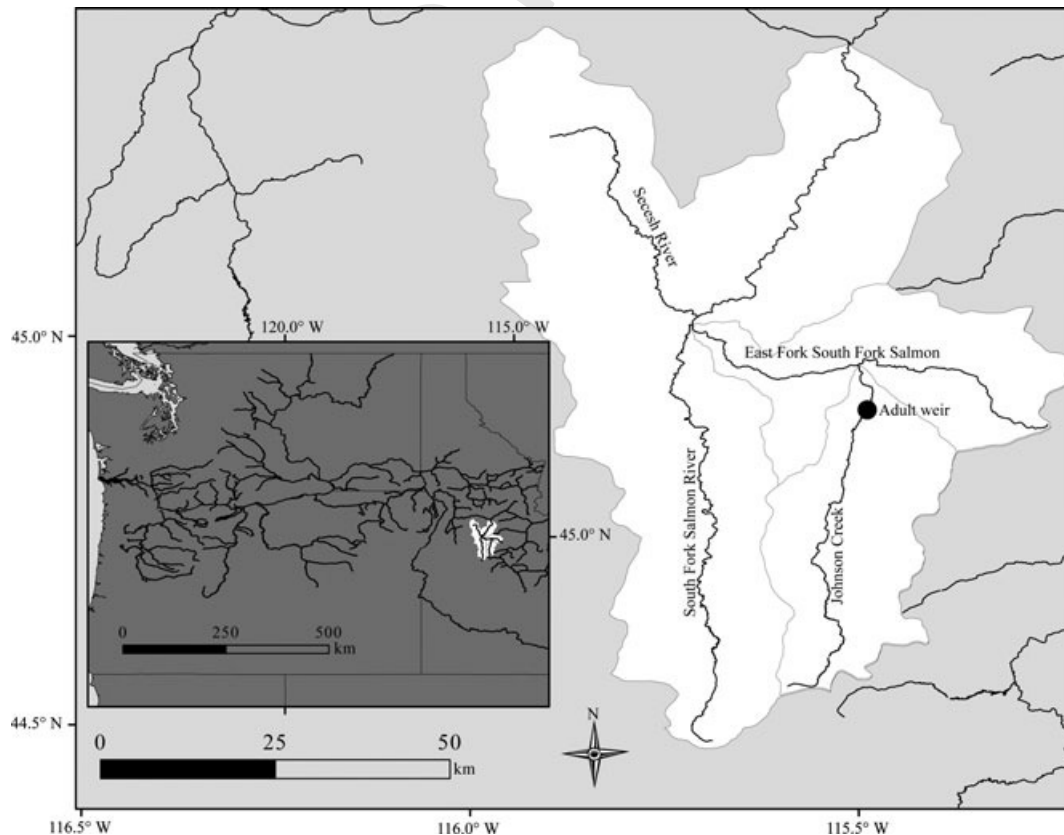 Secesh River
45.0° N
120.0° W
115.0° W
East Fork South Fork Salmon
Adult weir
South Fork Salmon River
Johnson Creek
45.0° N
0
250
500
km
44.5° N
0
25
50
km
N
116.5° W
116.0° W
115.5° W